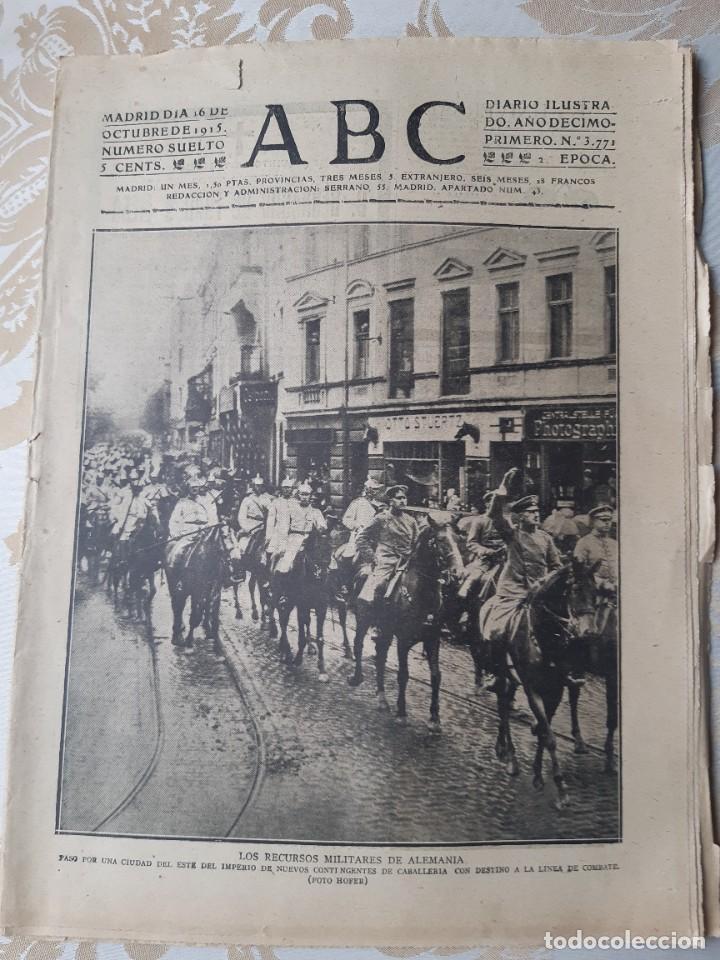 MADRID DIA 16 DE
OCTUBRE DE 1915.
NUMERO SUELTO
5 CENTS.
ABC
DIARIO ILUSTRA-
DO. AÑO DECIMO-
PRIMERO. N.º 3.771
2.ª EPOCA.
MADRID: UN MES, 1,50 PTAS. PROVINCIAS, TRES MESES 5. EXTRANJERO, SEIS MESES, 18 FRANCOS
REDACCION Y ADMINISTRACION: SERRANO, 55, MADRID. APARTADO NUM. 43.
OTTO STUERTZ
CENTRALSTELLE FÜ
Photograph
LOS RECURSOS MILITARES DE ALEMANIA
PASO POR UNA CIUDAD DEL ESTE DEL IMPERIO DE NUEVOS CONTINGENTES DE CABALLERIA CON DESTINO A LA LINEA DE COMBATE.
(FOTO HOFER)
todocoleccion